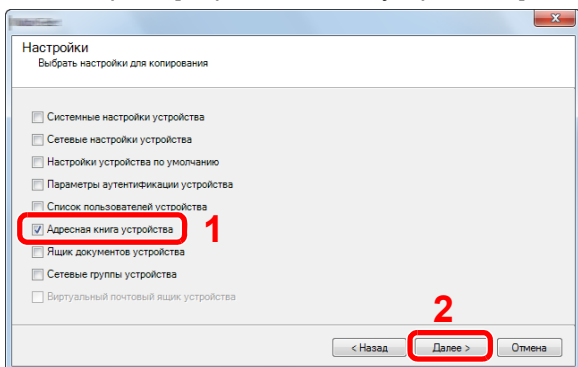 Настройки
Выбрать настройки для копирования
Системные настройки устройства
Сетевые настройки устройства
Настройки устройства по умолчанию
Параметры аутентификации устройства
Список пользователей устройства
Адресная книга устройства 1
Ящик документов устройства
Сетевые группы устройства
Виртуальный почтовый ящик устройства
2
< Назад Далее > Отмена